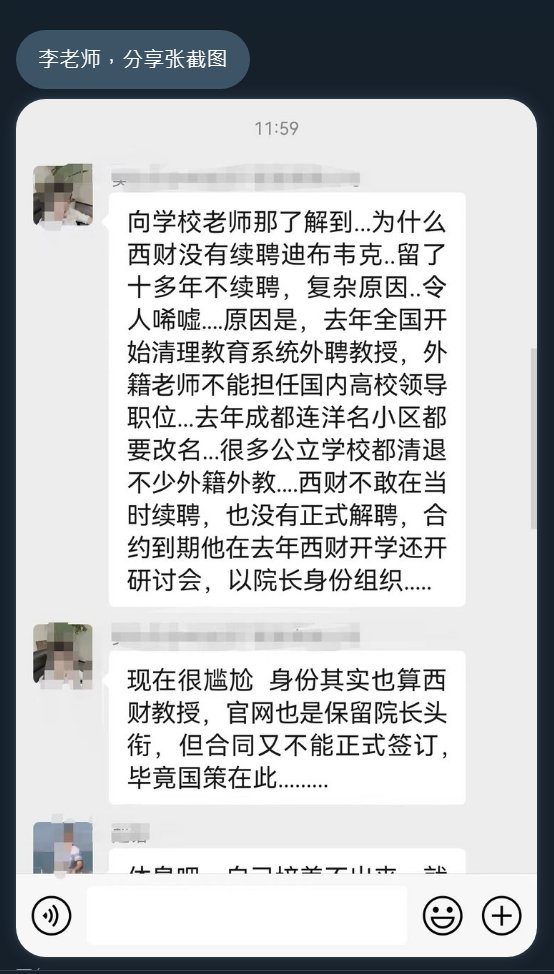 李老师，分享张截图
11:59
向学校老师那了解到...为什么
西财没有续聘迪布韦克..留了
十多年不续聘，复杂原因..令
人唏嘘....原因是，去年全国开
始清理教育系统外聘教授，外
籍老师不能担任国内高校领导
职位...去年成都连洋名小区都
要改名...很多公立学校都清退
不少外籍外教....西财不敢在当
时续聘，也没有正式解聘，合
约到期他在去年西财开学还开
研讨会，以院长身份组织.....
现在很尴尬 身份其实也算西
财教授，官网也是保留院长头
衔，但合同又不能正式签订，
毕竟国策在此.........